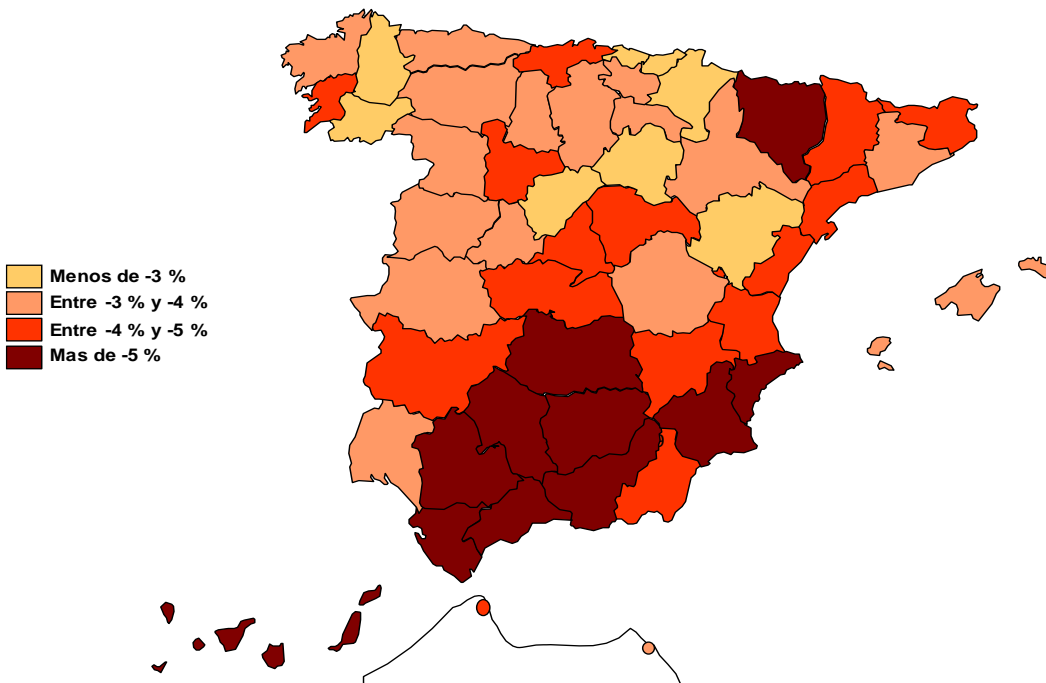 Menos de -3 %
Entre -3 % y -4 %
Entre -4 % y -5 %
Mas de -5 %